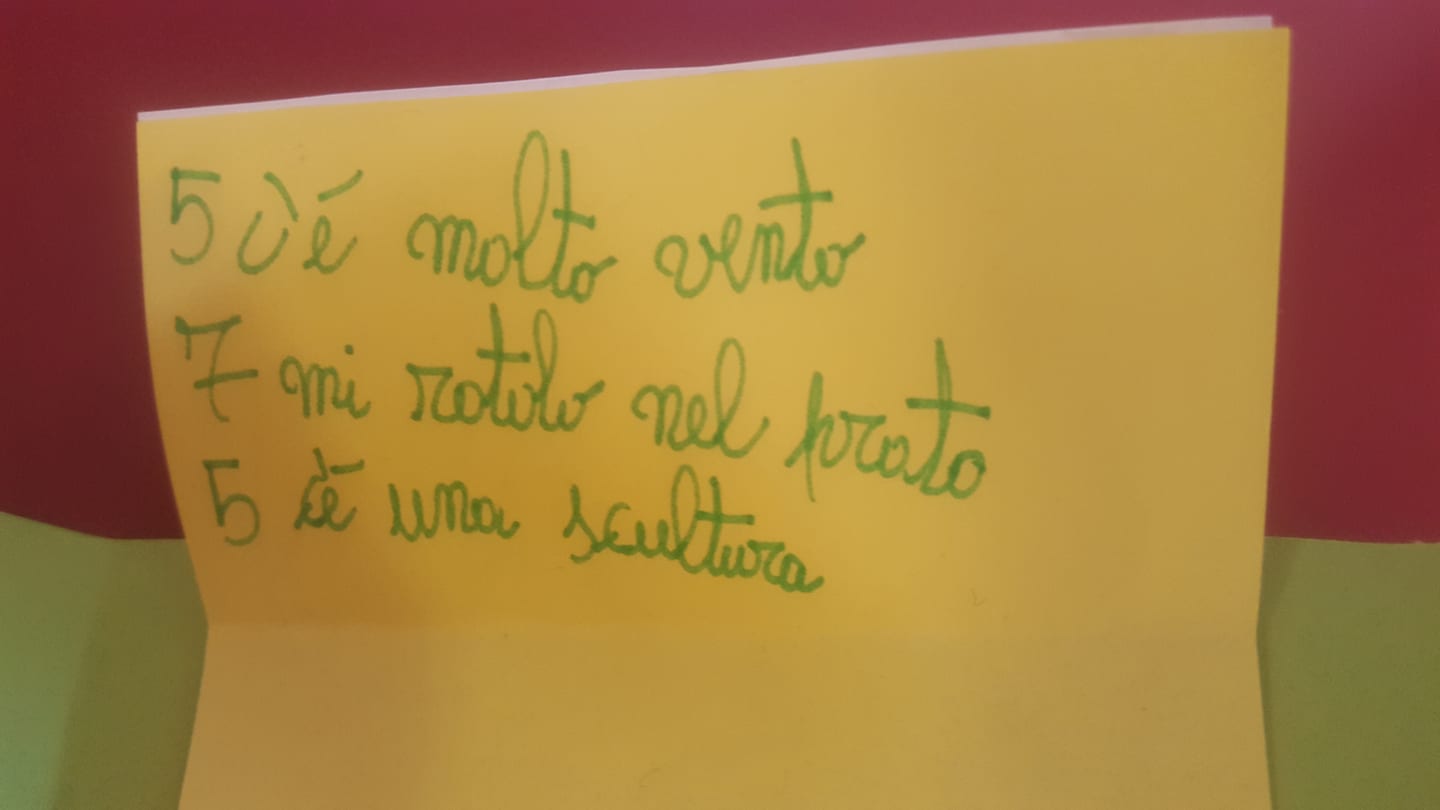 5 c'é molto vento
7 mi rotolo nel prato
5 c'é una scultura